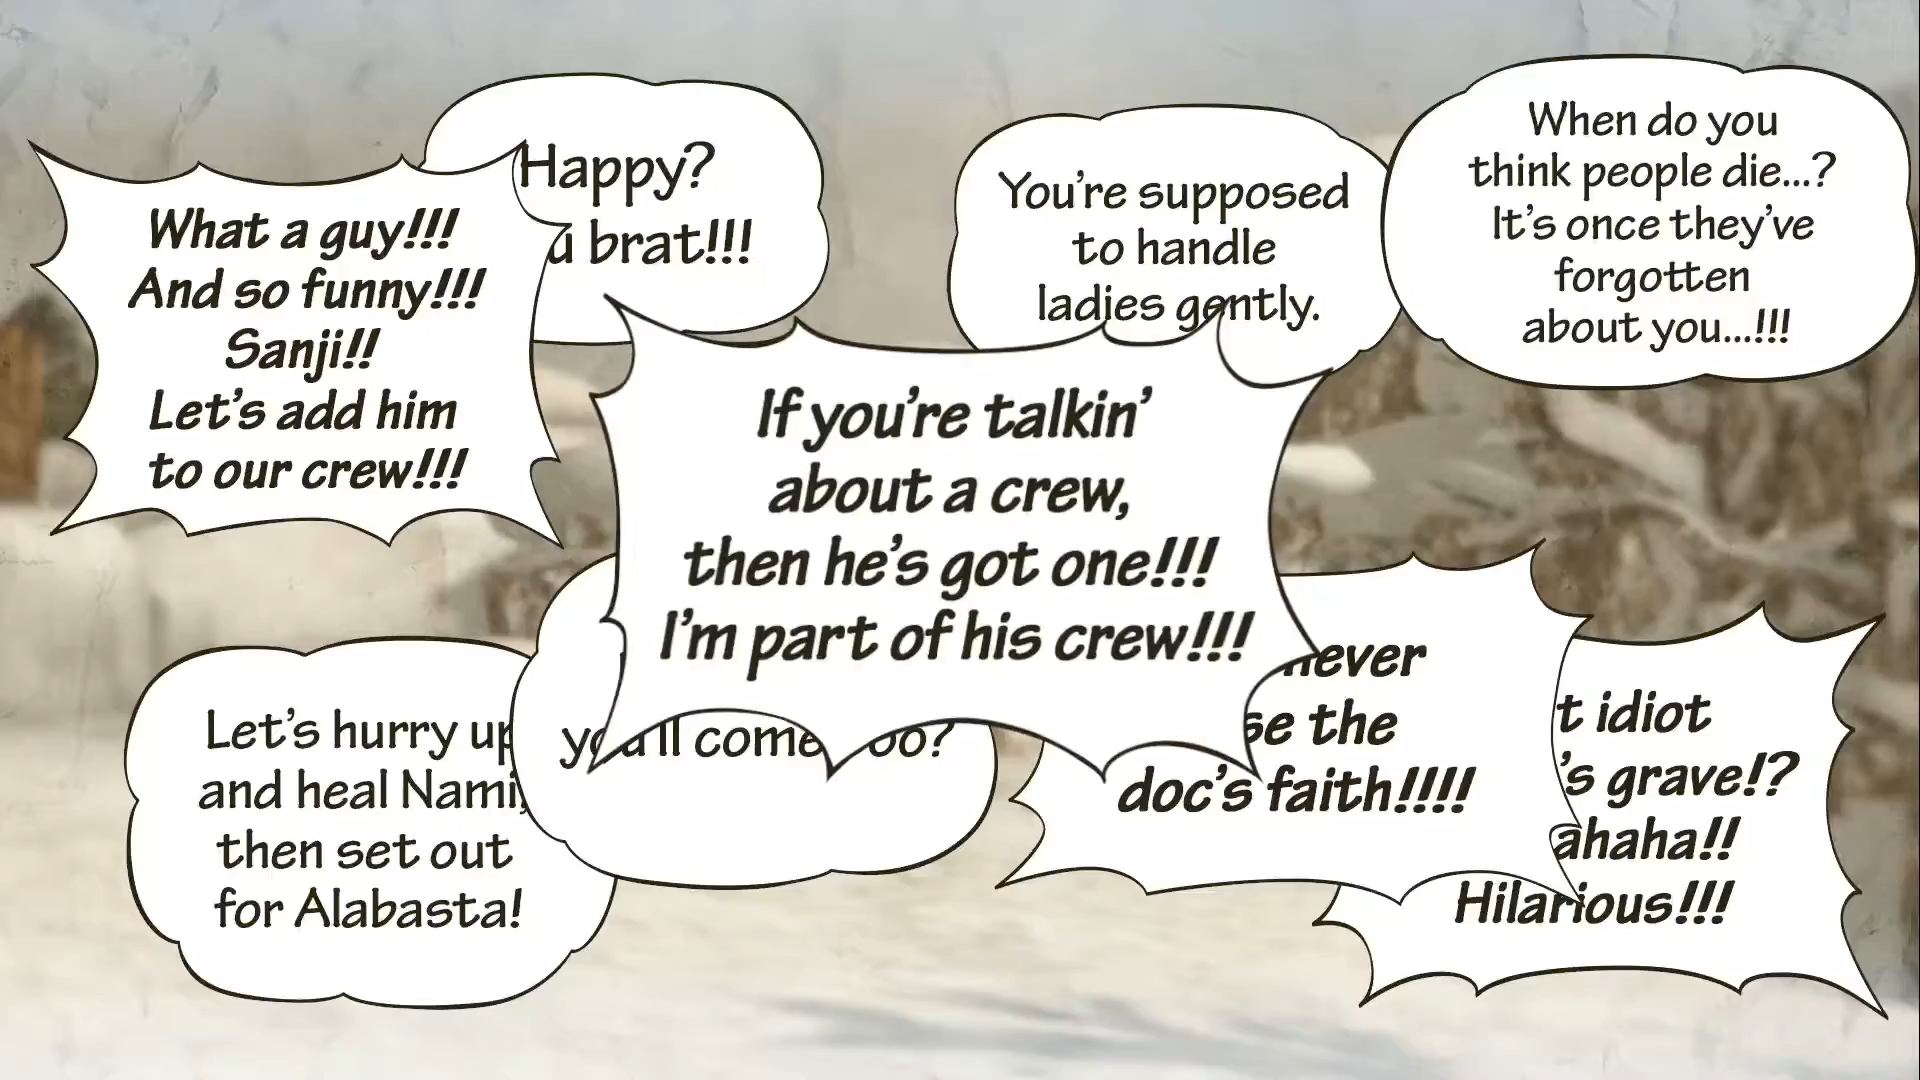 Happy?
brat!!!
What a guy!!!
And so funny!!!
Sanji!!
Let's add him
to our crew!!!
You're supposed
to handle
ladies gently.
When do you
think people die...?
It's once they've
forgotten
about you...!!!
If you're talkin'
about a crew,
then he's got one!!!
I'm part of his crew!!!
Let's hurry up
and heal Nami,
then set out
for Alabasta!
you'll come too?
never
the
doc's faith!!!!
idiot
grave!?
Hilarious!!!